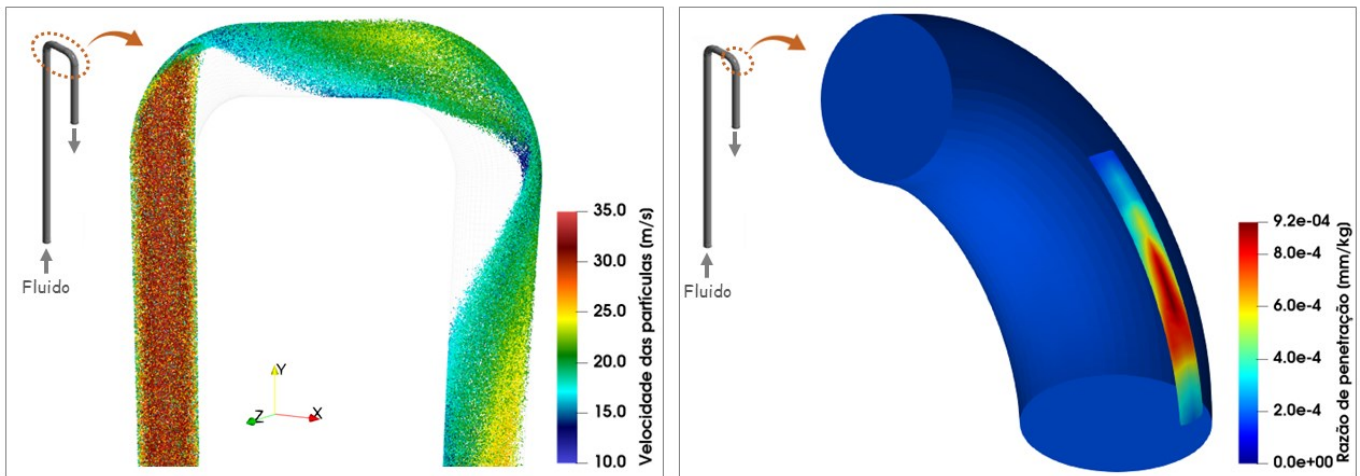 Fluido
35.0
30.0
25.0
20.0
15.0
10.0
Velocidade das partículas (m/s)
Y
Z
X
Fluido
9.2e-04
8.0e-4
6.0e-4
4.0e-4
2.0e-4
0.0e+00
Razão de penetração (mm/kg)